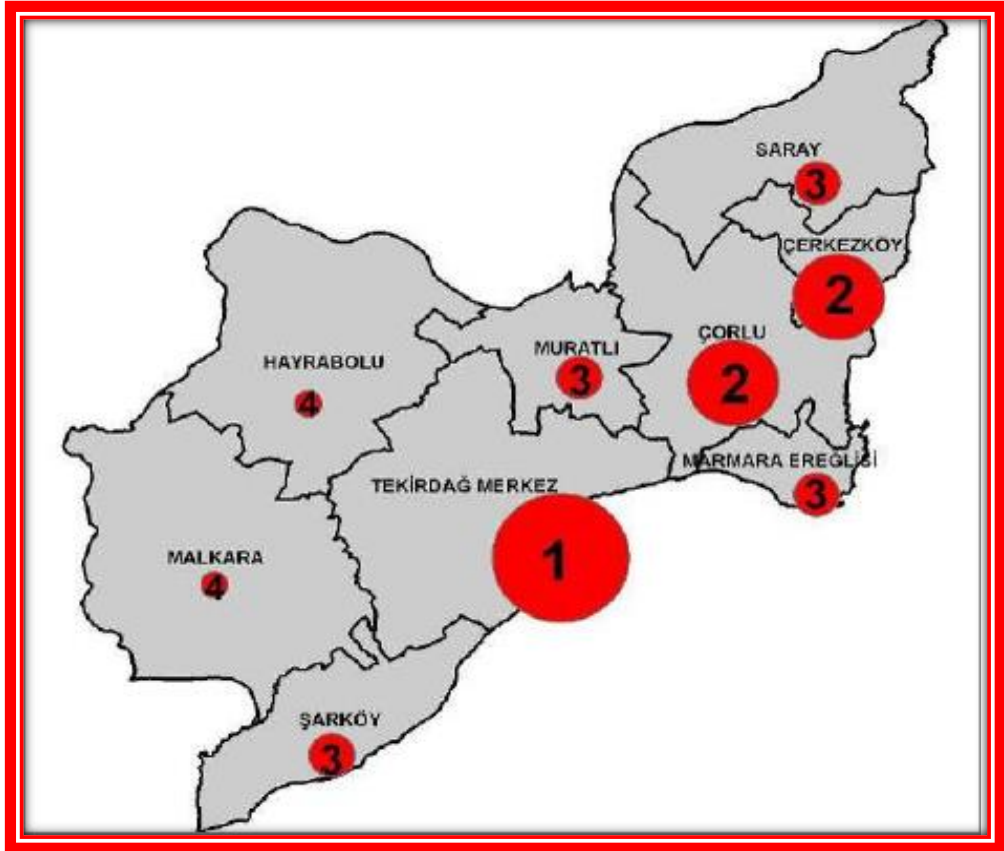 SARAY
3
ÇERKEZKÖY
2
ÇORLU
2
MURATLI
3
HAYRABOLU
4
MARMARA EREĞLİSİ
3
TEKİRDAĞ MERKEZ
1
MALKARA
4
ŞARKÖY
3